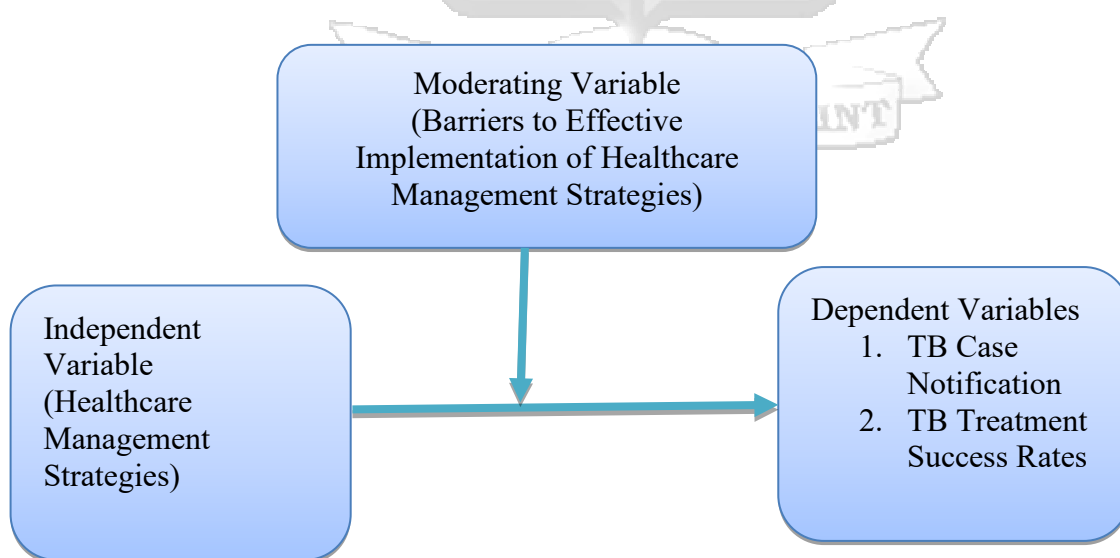 Moderating Variable
(Barriers to Effective
Implementation of Healthcare
Management Strategies)
Independent
Variable
(Healthcare
Management
Strategies)
Dependent Variables
1. TB Case
Notification
2. TB Treatment
Success Rates